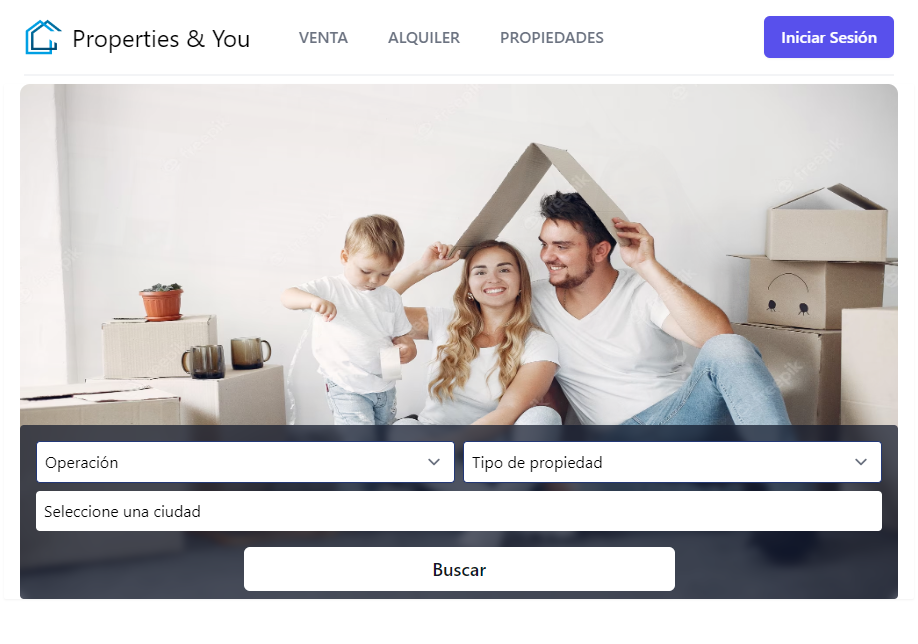 Properties & You
VENTA
ALQUILER
PROPIEDADES
Iniciar Sesión
Operación
Tipo de propiedad
Seleccione una ciudad
Buscar